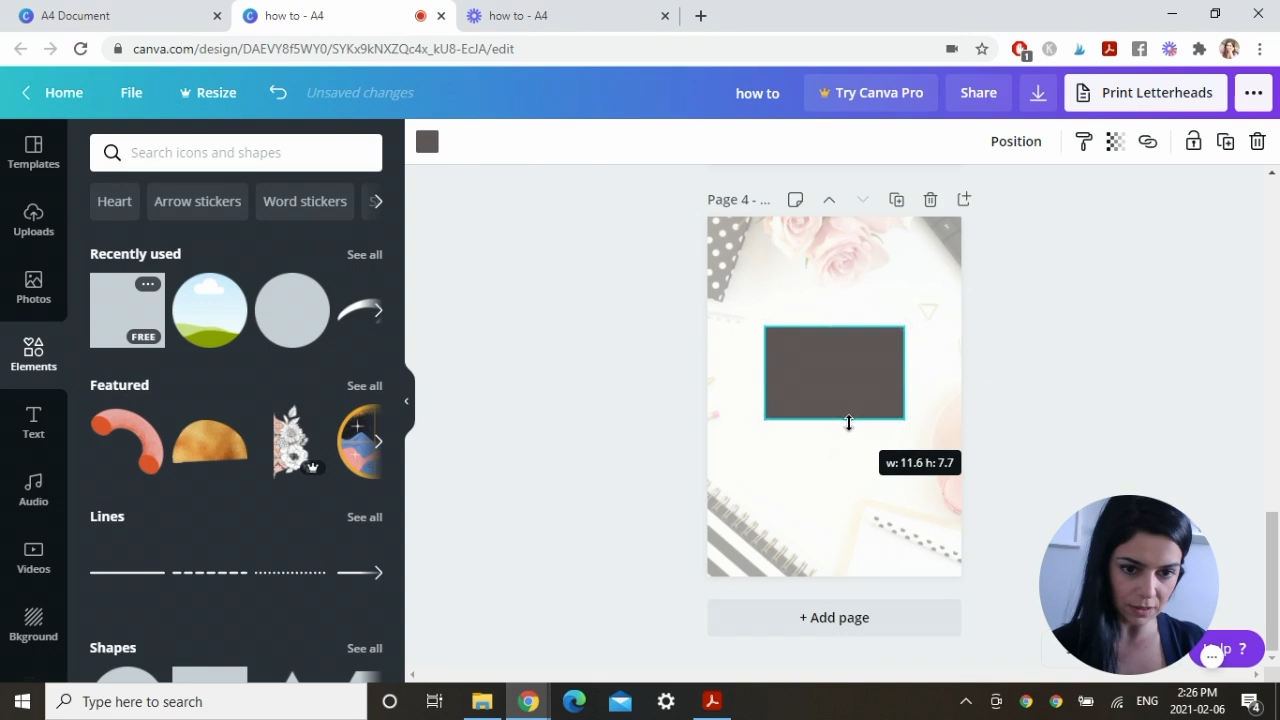 A4 Document
how to - A4
how to - A4
canva.com/design/DAEVY8f5WY0/SYKx9kNXZQc4x_kU8-EcJA/edit
1
Home
File
Resize
Unsaved changes
how to
Try Canva Pro
Share
Print Letterheads
Templates
Uploads
Photos
Elements
Text
Audio
Videos
Bkground
Search icons and shapes
Heart
Arrow stickers
Word stickers
Recently used
See all
FREE
Featured
See all
Lines
See all
Shapes
See all
Position
Page 4 - ...
w: 11.6 h: 7.7
+ Add page
?
Type here to search
ENG
2:26 PM
2021-02-06
4